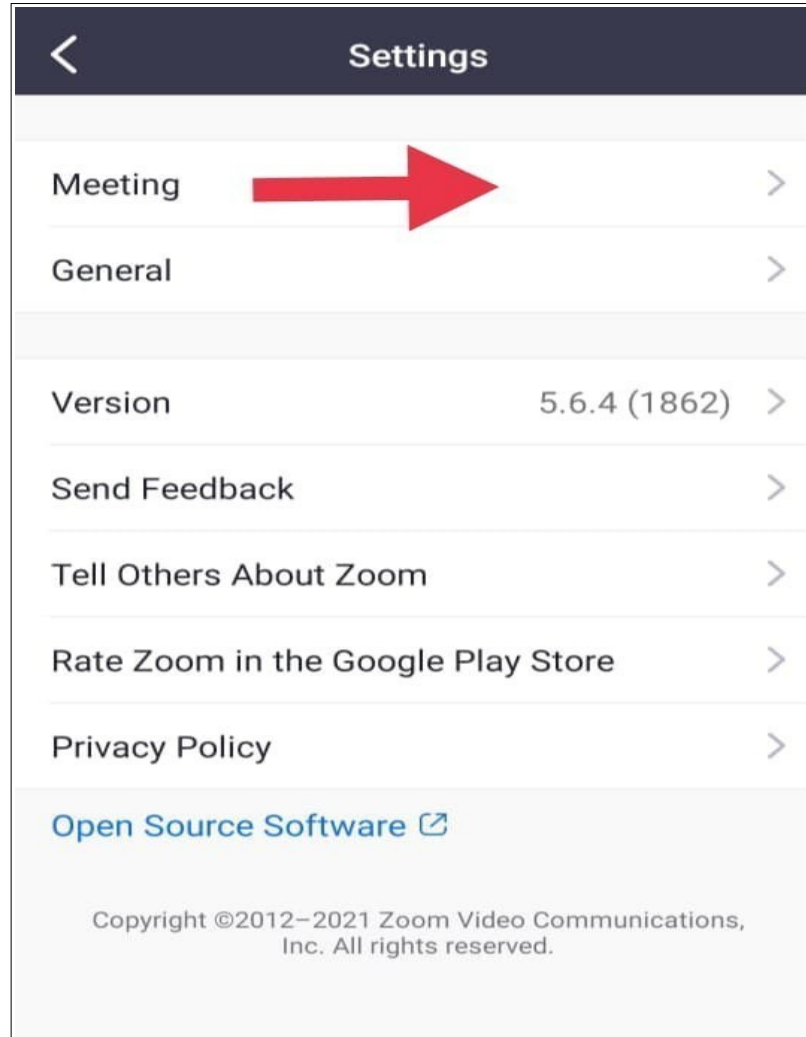 Settings
Meeting
General
Version 5.6.4 (1862)
Send Feedback
Tell Others About Zoom
Rate Zoom in the Google Play Store
Privacy Policy
Open Source Software
Copyright ©2012–2021 Zoom Video Communications,
Inc. All rights reserved.